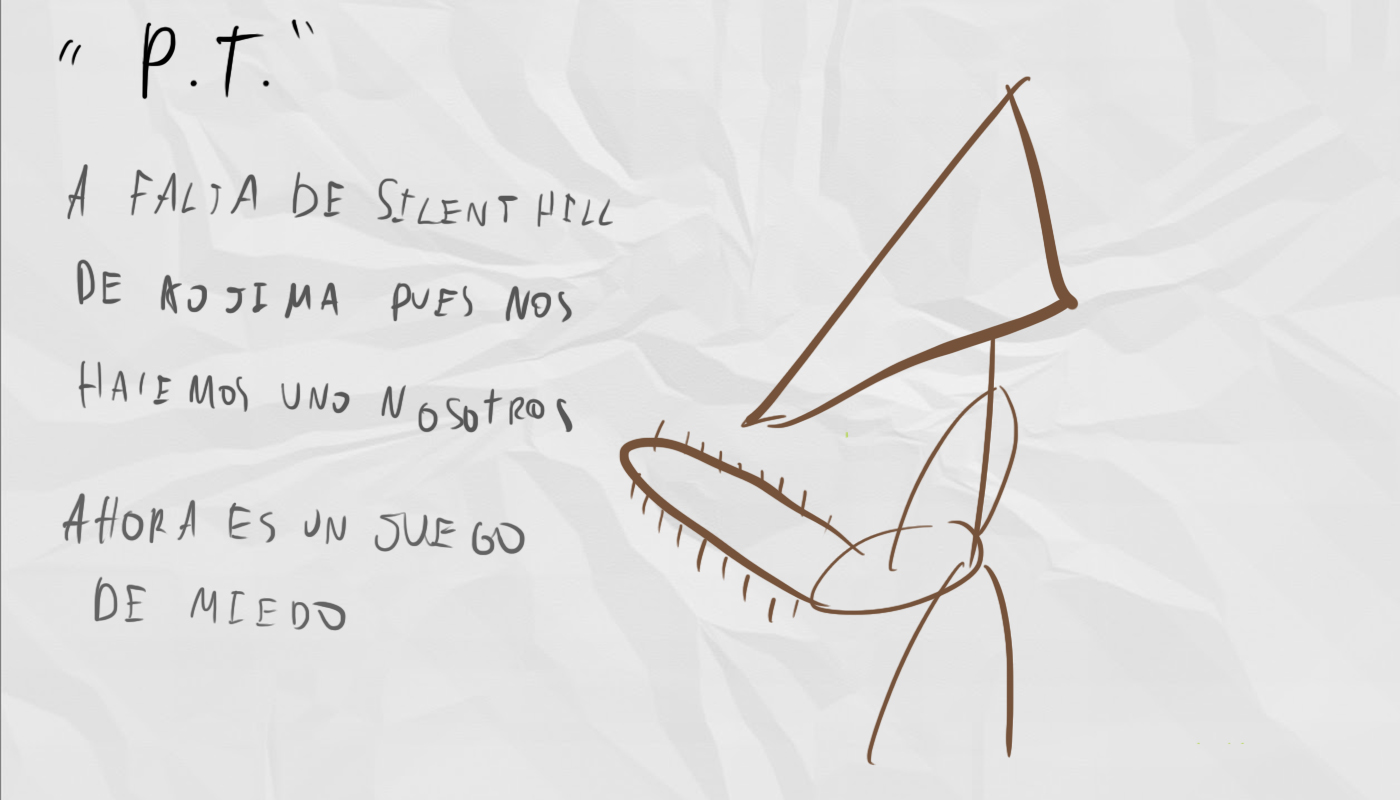 " P.T. "
A FALTA DE SILENT HILL
DE KOJIMA PUES NOS
HACEMOS UNO NOSOTROS
AHORA ES UN JUEGO
DE MIEDO